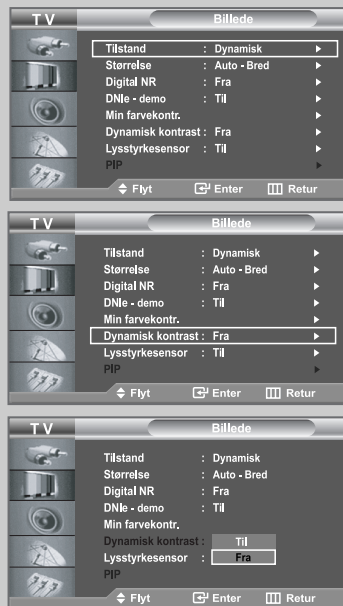 TV Billede
Tilstand : Dynamisk
Størrelse : Auto - Bred
Digital NR : Fra
DNIe - demo : Til
Min farvekontr.
Dynamisk kontrast : Fra
Lysstyrkesensor : Til
PIP
Flyt Enter Retur
TV Billede
Tilstand : Dynamisk
Størrelse : Auto - Bred
Digital NR : Fra
DNIe - demo : Til
Min farvekontr.
Dynamisk kontrast : Fra
Lysstyrkesensor : Til
PIP
Flyt Enter Retur
TV Billede
Tilstand : Dynamisk
Størrelse : Auto - Bred
Digital NR : Fra
DNIe - demo : Til
Min farvekontr.
Dynamisk kontrast : Til
Lysstyrkesensor : Fra
PIP
Flyt Enter Retur